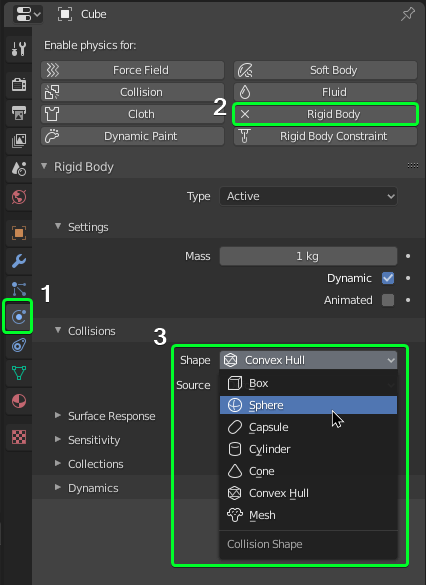 Cube
Enable physics for:
Force Field
Soft Body
Collision
Fluid
Cloth
2
Rigid Body
Dynamic Paint
Rigid Body Constraint
Rigid Body
Type
Active
Settings
Mass
1 kg
Dynamic
1
Animated
Collisions
3
Shape
Convex Hull
Source
Box
Sphere
Surface Response
Capsule
Sensitivity
Cylinder
Collections
Cone
Dynamics
Convex Hull
Mesh
Collision Shape